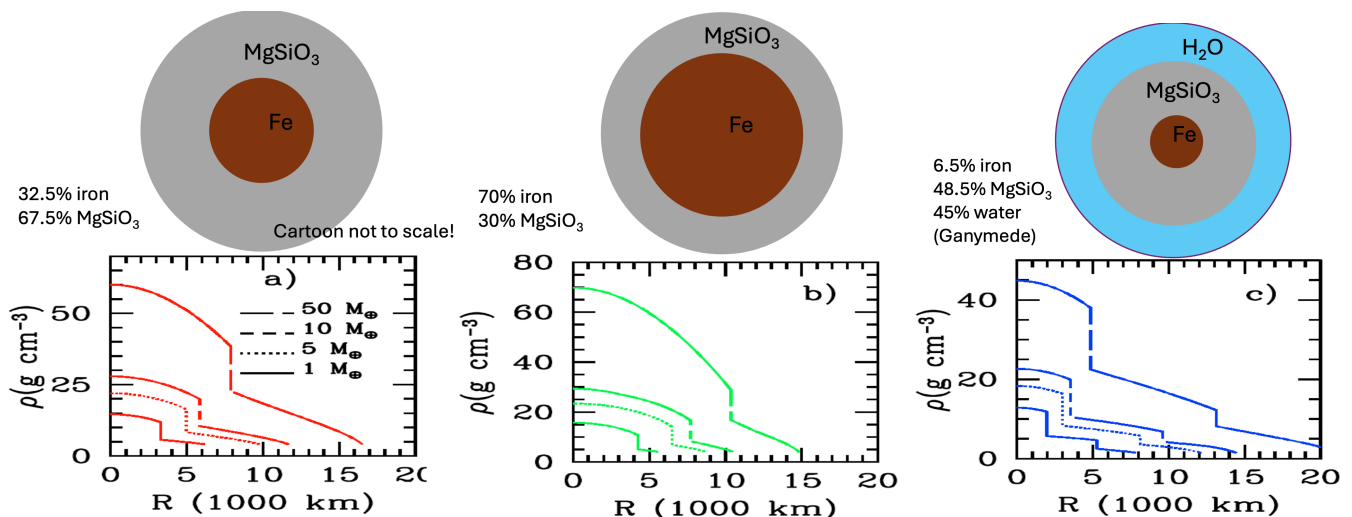 MgSiO₃
Fe
32.5% iron
67.5% MgSiO₃
Cartoon not to scale!
MgSiO₃
Fe
70% iron
30% MgSiO₃
H₂O
MgSiO₃
Fe
6.5% iron
48.5% MgSiO₃
45% water
(Ganymede)
a)
50 M⊕
10 M⊕
5 M⊕
1 M⊕
ρ(g cm⁻³)
50
25
0
0 5 10 15 20
R (1000 km)
b)
ρ(g cm⁻³)
80
60
40
20
0
0 5 10 15 20
R (1000 km)
c)
ρ(g cm⁻³)
40
20
0
0 5 10 15 20
R (1000 km)